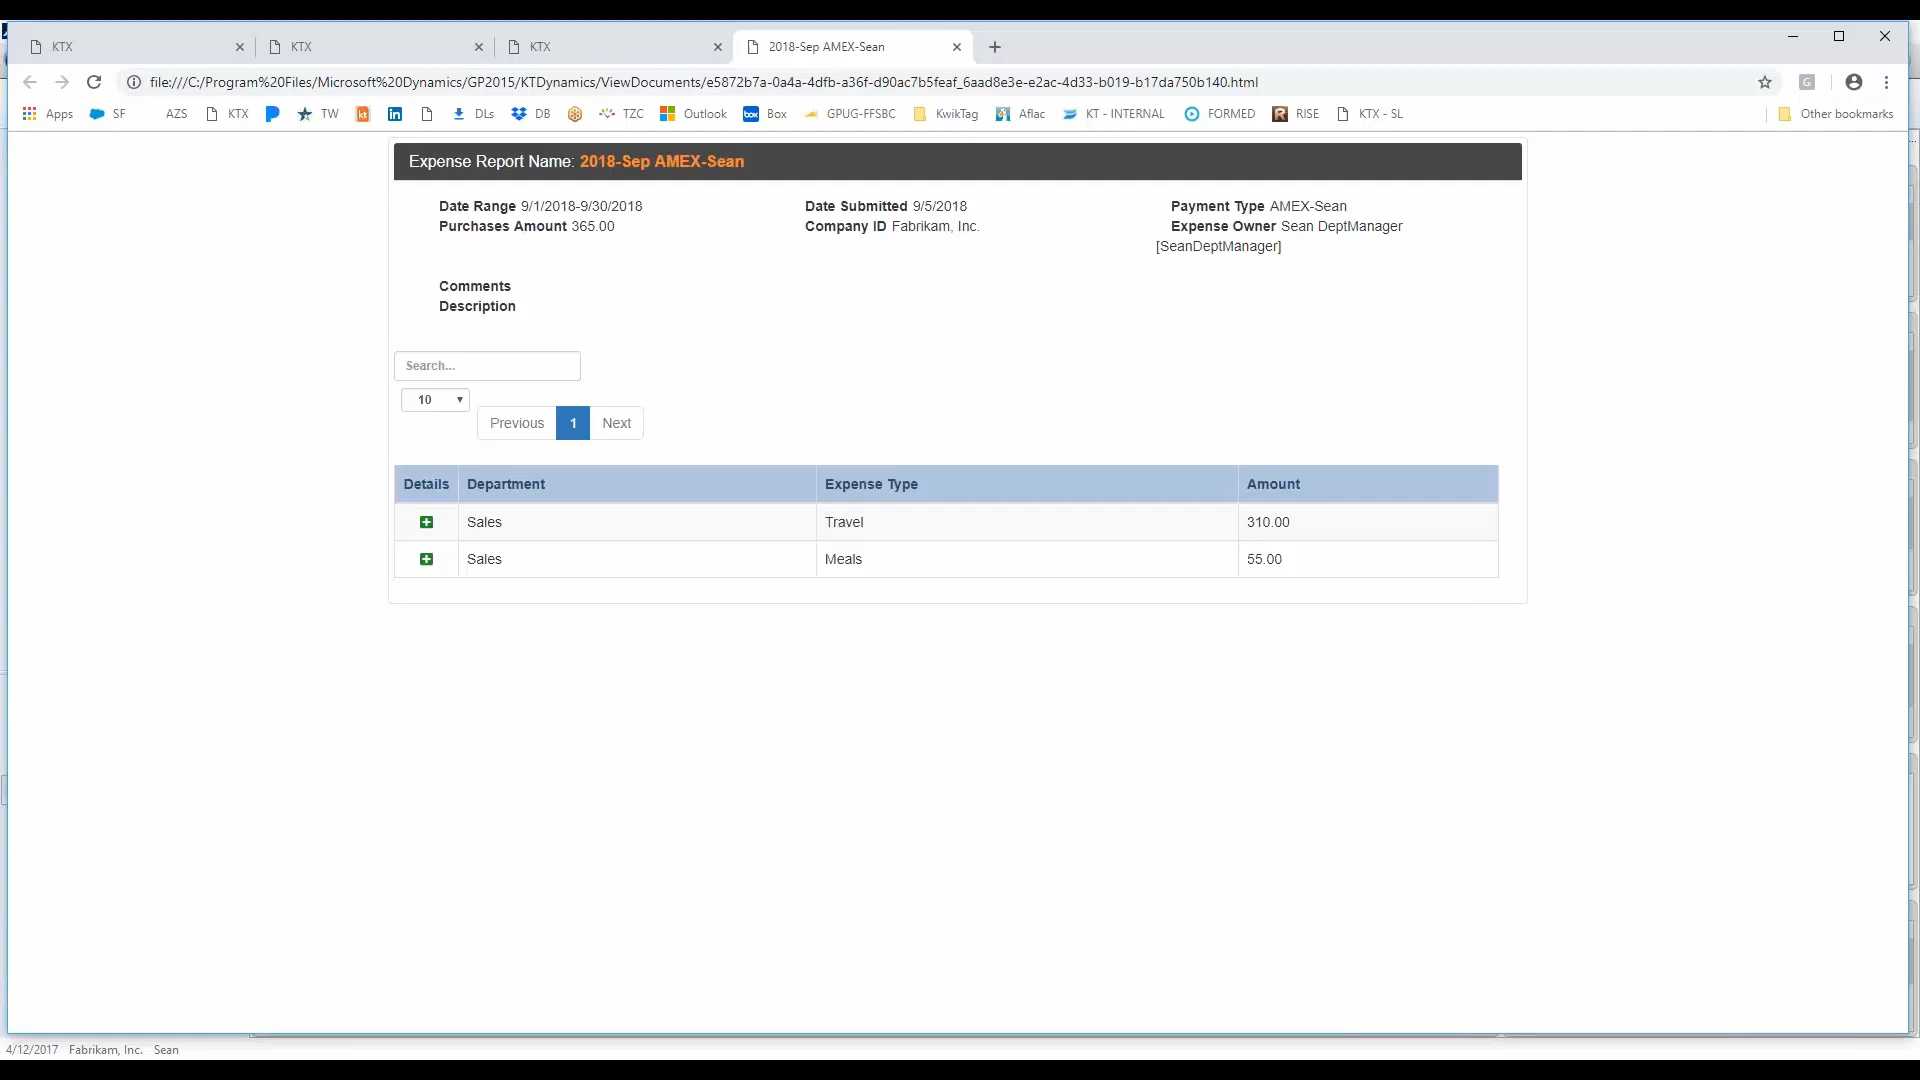 KTX
KTX
KTX
2018-Sep AMEX-Sean
file:///C:/Program%20Files/Microsoft%20Dynamics/GP2015/KTDynamics/ViewDocuments/e5872b7a-0a4a-4dfb-a36f-d90ac7b5feaf_6aad8e3e-e2ac-4d33-b019-b17da750b140.html
Apps SF AZS KTX TW DLs DB TZC Outlook Box GPUG-FFSBC KwikTag Aflac KT - INTERNAL FORMED RISE KTX - SL Other bookmarks
Expense Report Name: 2018-Sep AMEX-Sean
Date Range 9/1/2018-9/30/2018 Date Submitted 9/5/2018 Payment Type AMEX-Sean
Purchases Amount 365.00 Company ID Fabrikam, Inc. Expense Owner Sean DeptManager
[SeanDeptManager]
Comments
Description
Search...
10
Previous 1 Next
Details Department Expense Type Amount
Sales Travel 310.00
Sales Meals 55.00
4/12/2017 Fabrikam, Inc. Sean